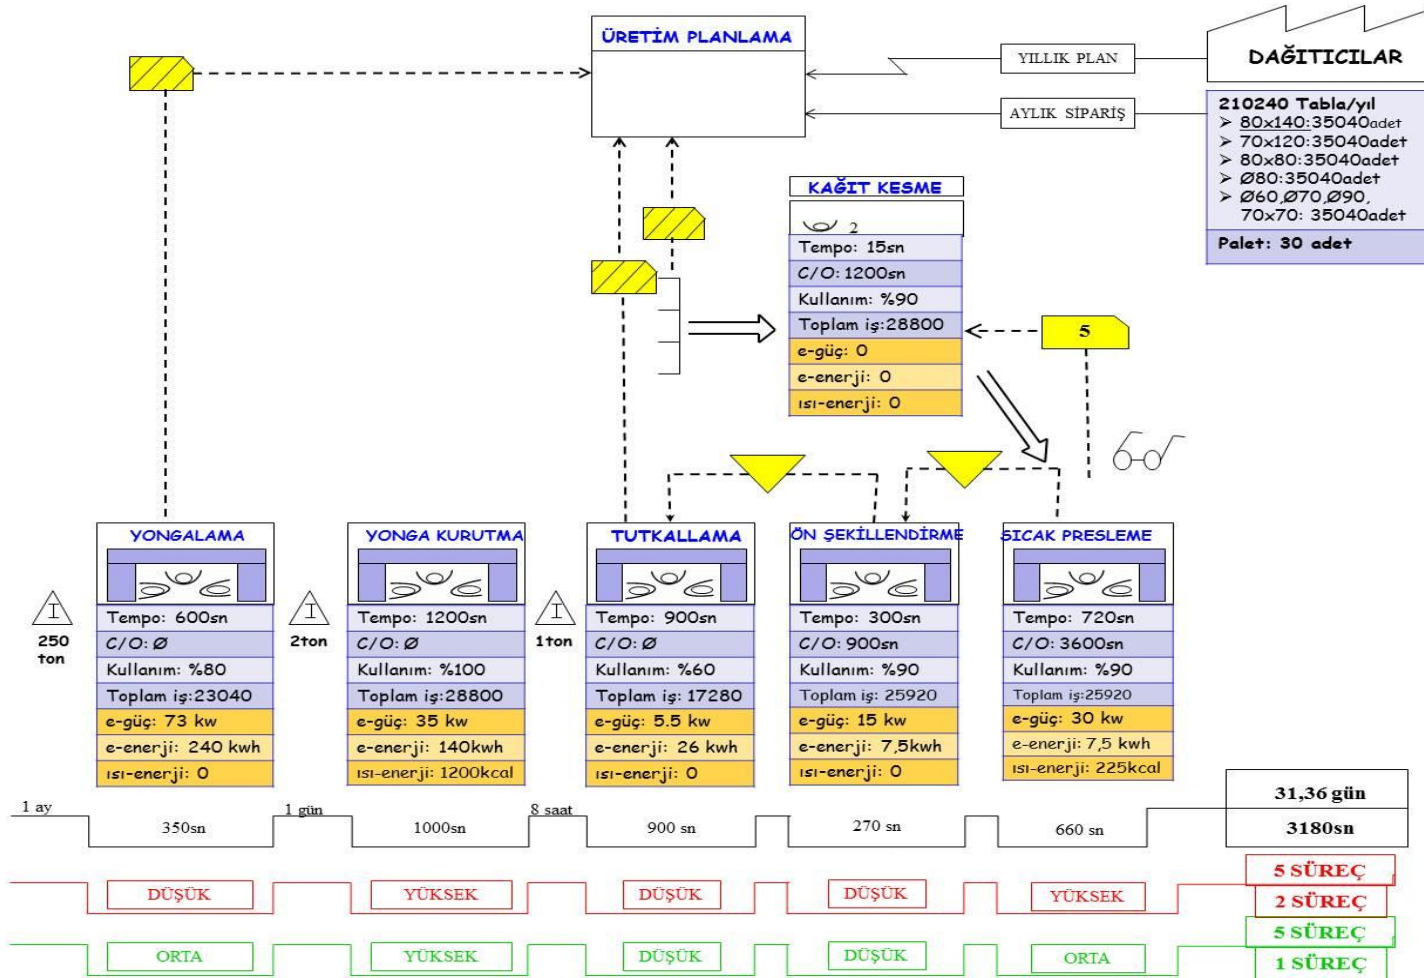 ÜRETİM PLANLAMA
YILLIK PLAN
AYLIK SİPARİŞ
DAĞITICILAR
210240 Tabla/yıl
➢ 80x140:35040adet
➢ 70x120:35040adet
➢ 80x80:35040adet
➢ Ø80:35040adet
➢ Ø60,Ø70,Ø90,
70x70: 35040adet
Palet: 30 adet
KAĞIT KESME
2
Tempo: 15sn
C/O: 1200sn
Kullanım: %90
Toplam iş:28800
e-güç: 0
e-enerji: 0
ısı-enerji: 0
5
I
250
ton
YONGALAMA
Tempo: 600sn
C/O: Ø
Kullanım: %80
Toplam iş:23040
e-güç: 73 kw
e-enerji: 240 kwh
ısı-enerji: 0
I
2ton
YONGA KURUTMA
Tempo: 1200sn
C/O: Ø
Kullanım: %100
Toplam iş:28800
e-güç: 35 kw
e-enerji: 140kwh
ısı-enerji: 1200kcal
I
1ton
TUTKALLAMA
Tempo: 900sn
C/O: Ø
Kullanım: %60
Toplam iş: 17280
e-güç: 5.5 kw
e-enerji: 26 kwh
ısı-enerji: 0
ÖN ŞEKİLLENDİRME
Tempo: 300sn
C/O: 900sn
Kullanım: %90
Toplam iş: 25920
e-güç: 15 kw
e-enerji: 7,5kwh
ısı-enerji: 0
SICAK PRESLEME
Tempo: 720sn
C/O: 3600sn
Kullanım: %90
Toplam iş:25920
e-güç: 30 kw
e-enerji: 7,5 kwh
ısı-enerji: 225kcal
1 ay
350sn
1 gün
1000sn
8 saat
900 sn
270 sn
660 sn
31,36 gün
3180sn
DÜŞÜK
YÜKSEK
DÜŞÜK
DÜŞÜK
YÜKSEK
5 SÜREÇ
2 SÜREÇ
ORTA
YÜKSEK
DÜŞÜK
DÜŞÜK
ORTA
5 SÜREÇ
1 SÜREÇ